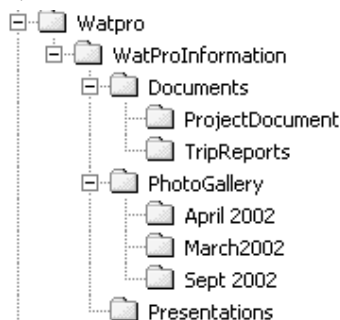 Watpro
WatProInformation
Documents
ProjectDocument
TripReports
PhotoGallery
April 2002
March2002
Sept 2002
Presentations